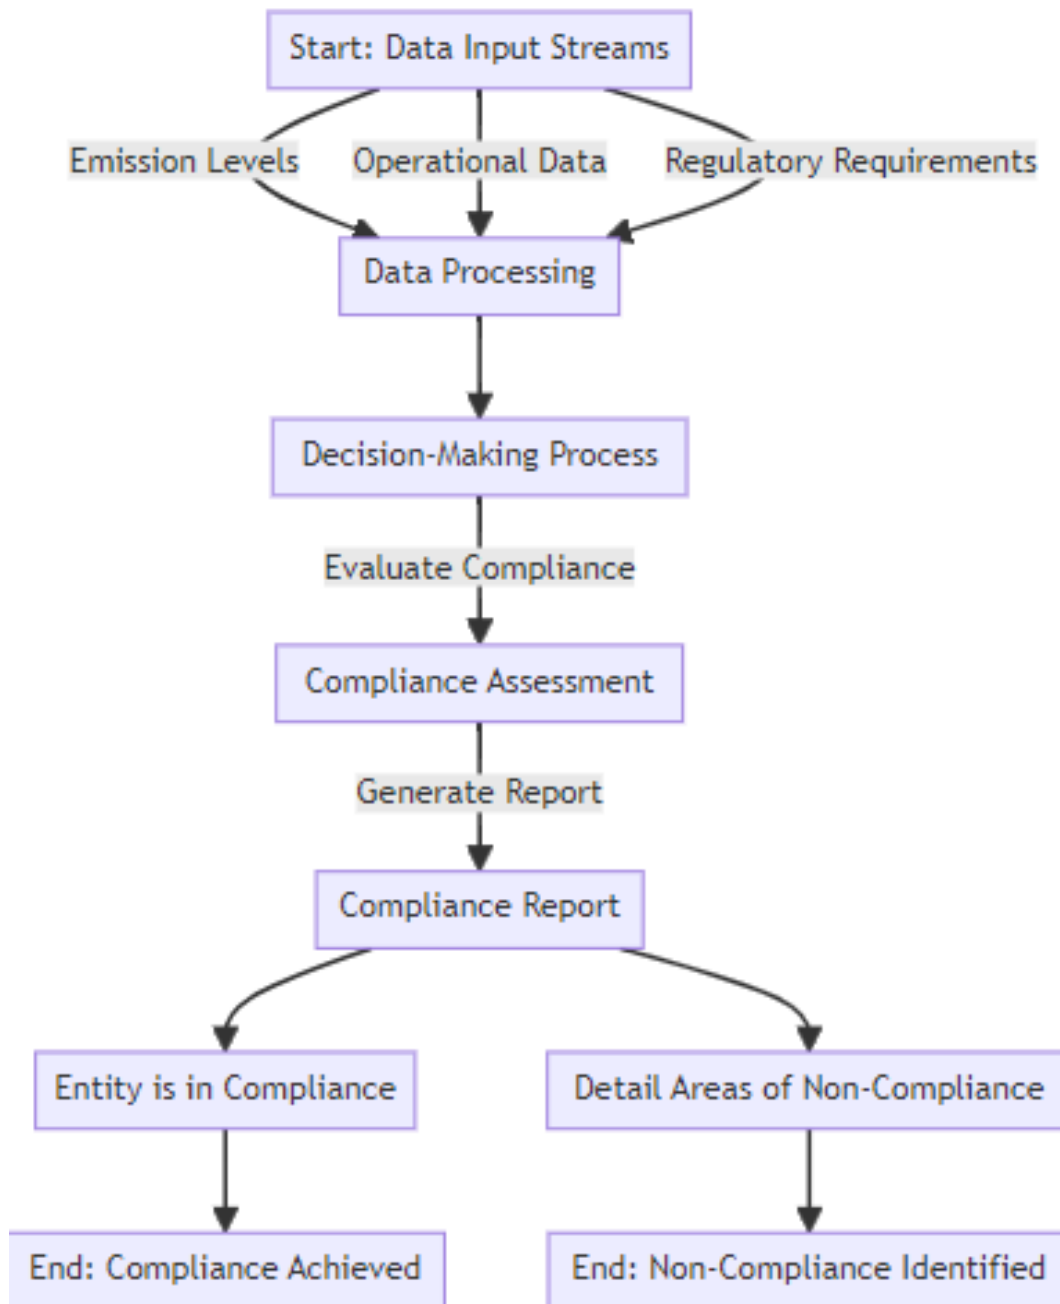 Start: Data Input Streams
Emission Levels
Operational Data
Regulatory Requirements
Data Processing
Decision-Making Process
Evaluate Compliance
Compliance Assessment
Generate Report
Compliance Report
Entity is in Compliance
Detail Areas of Non-Compliance
End: Compliance Achieved
End: Non-Compliance Identified